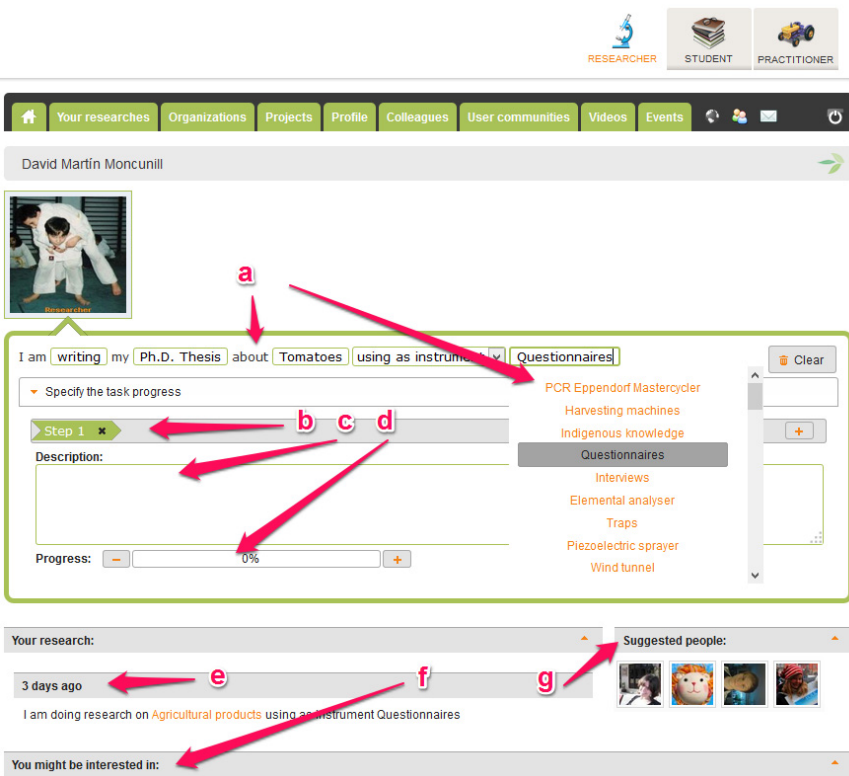 RESEARCHER STUDENT PRACTITIONER
Your researches Organizations Projects Profile Colleagues User communities Videos Events
David Martín Moncunill
Researcher
a
I am writing my Ph.D. Thesis about Tomatoes using as instrument Questionnaires Clear
Specify the task progress
PCR Eppendorf Mastercycler
Harvesting machines
Step 1 b c d Indigenous knowledge +
Description: Questionnaires
Interviews
Elemental analyser
Traps
Piezoelectric sprayer
Progress: − 0% +
Wind tunnel
Your research: Suggested people:
3 days ago e f g
I am doing research on Agricultural products using as instrument Questionnaires
You might be interested in: